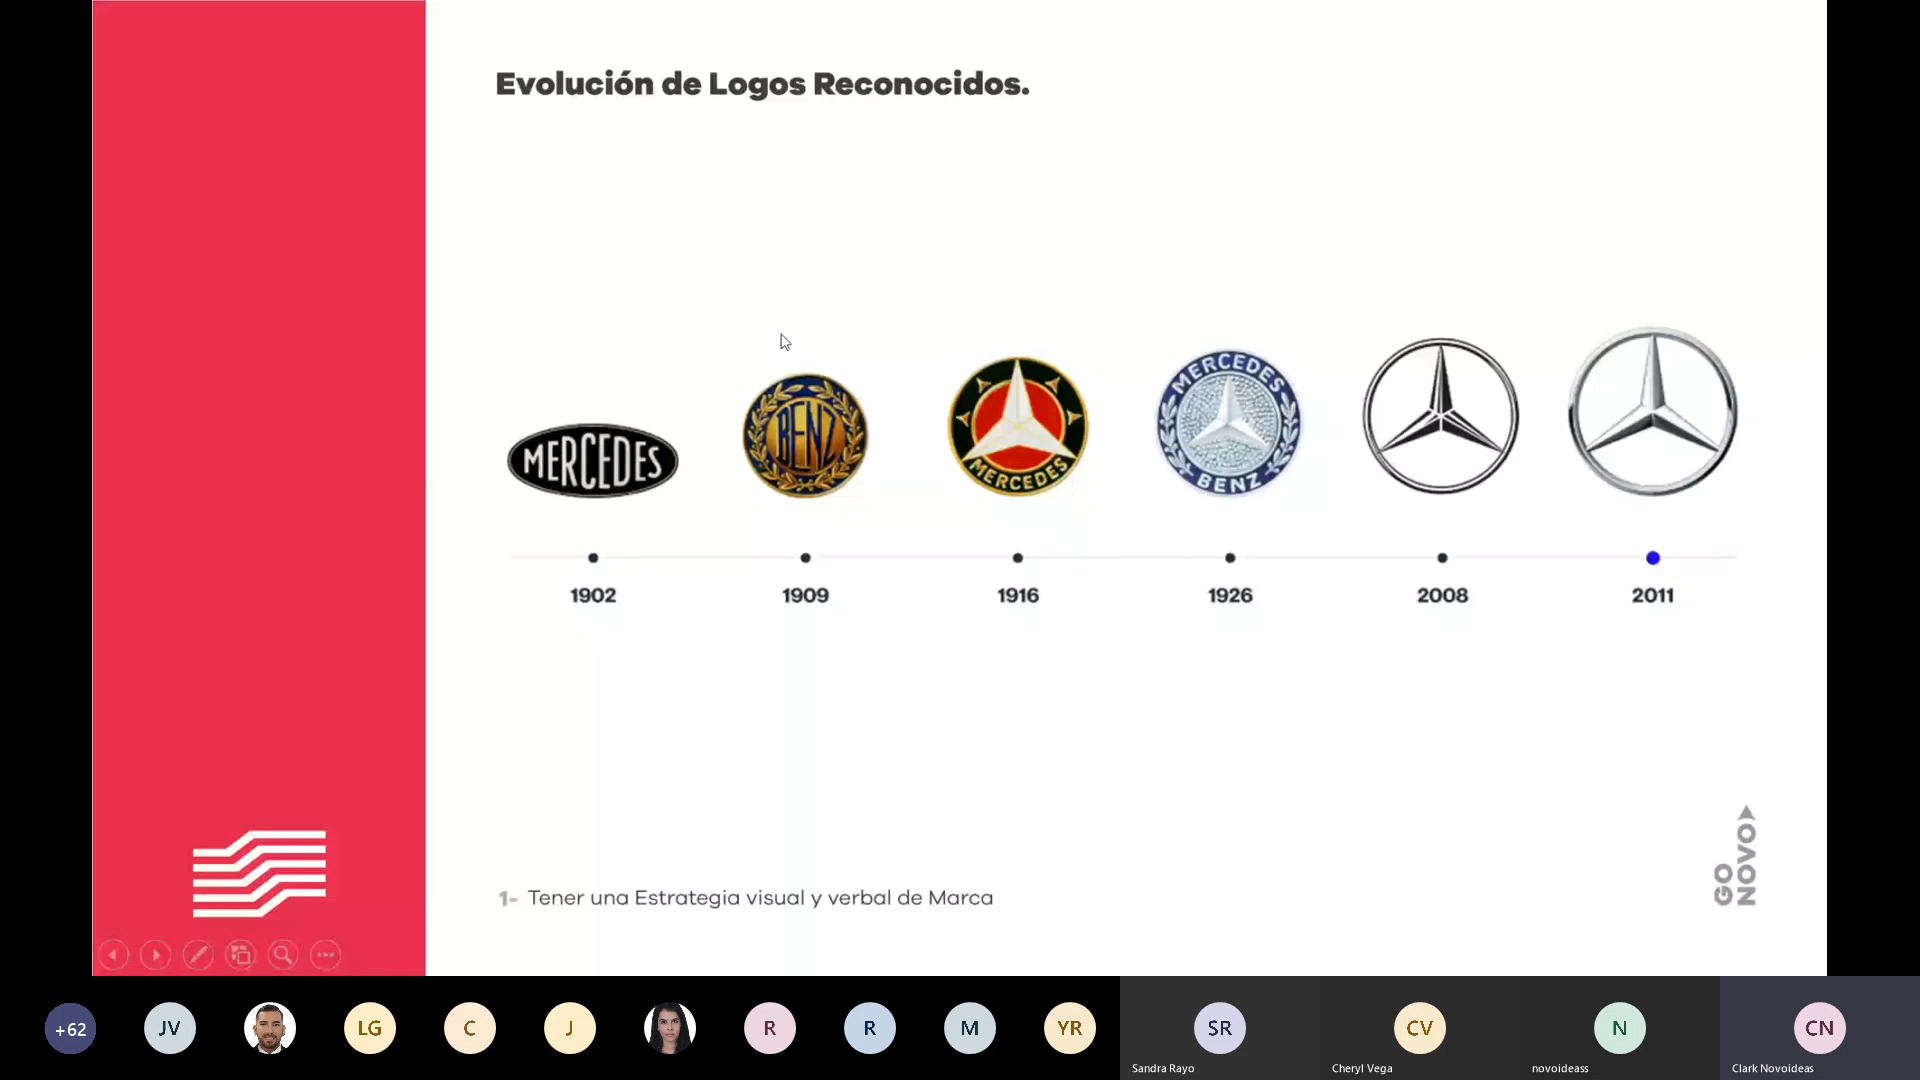 Evolución de Logos Reconocidos.
MERCEDES
BENZ
MERCEDES
MERCEDES
BENZ
1902
1909
1916
1926
2008
2011
1- Tener una Estrategia visual y verbal de Marca
GO
NOVO
+62
JV
LG
C
J
R
R
M
YR
SR
CV
N
CN
Sandra Rayo
Cheryl Vega
novoideass
Clark Novoideas